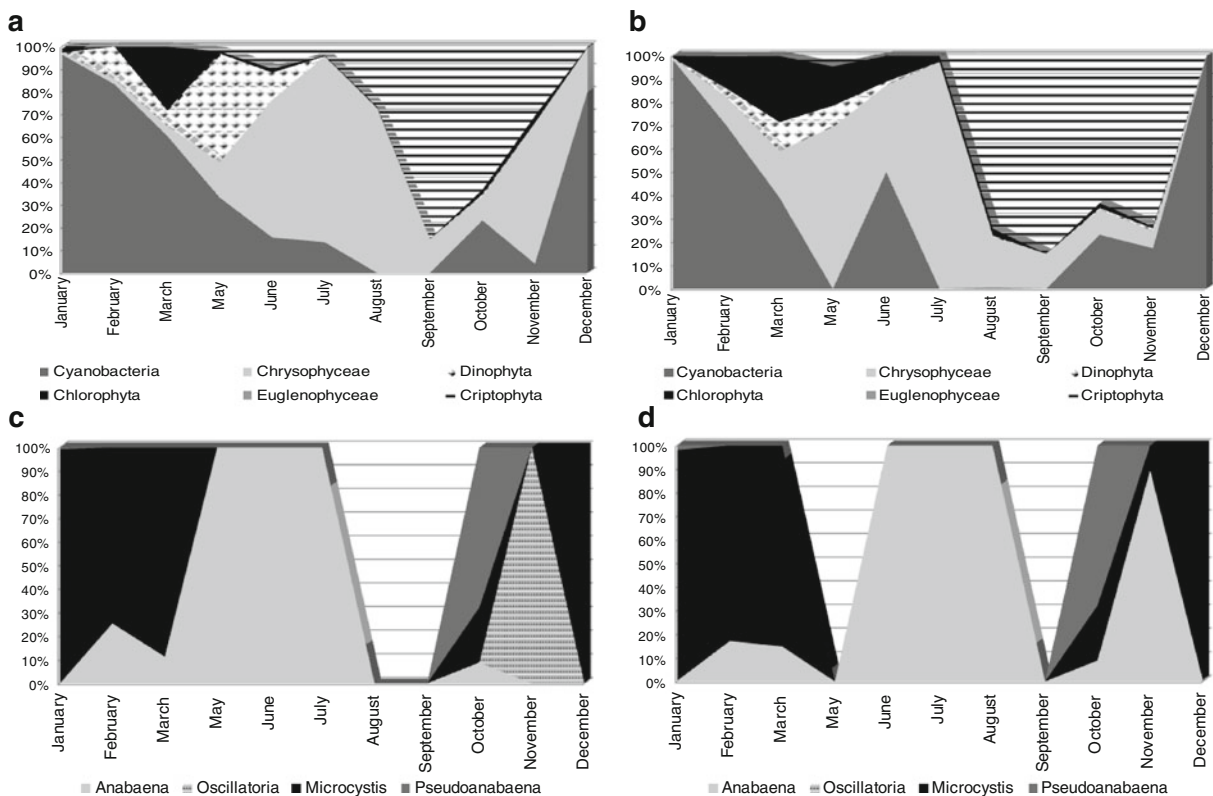 a
100%
90%
80%
70%
60%
50%
40%
30%
20%
10%
0%
January
February
March
May
June
July
August
September
October
November
December
Cyanobacteria Chrysophyceae Dinophyta
Chlorophyta Euglenophyceae Criptophyta
b
100%
90%
80%
70%
60%
50%
40%
30%
20%
10%
0%
January
February
March
May
June
July
August
September
October
November
December
Cyanobacteria Chrysophyceae Dinophyta
Chlorophyta Euglenophyceae Criptophyta
c
100%
90%
80%
70%
60%
50%
40%
30%
20%
10%
0%
January
February
March
May
June
July
August
September
October
November
December
Anabaena Oscillatoria Microcystis Pseudoanabaena
d
100%
90%
80%
70%
60%
50%
40%
30%
20%
10%
0%
January
February
March
May
June
July
August
September
October
November
December
Anabaena Oscillatoria Microcystis Pseudoanabaena